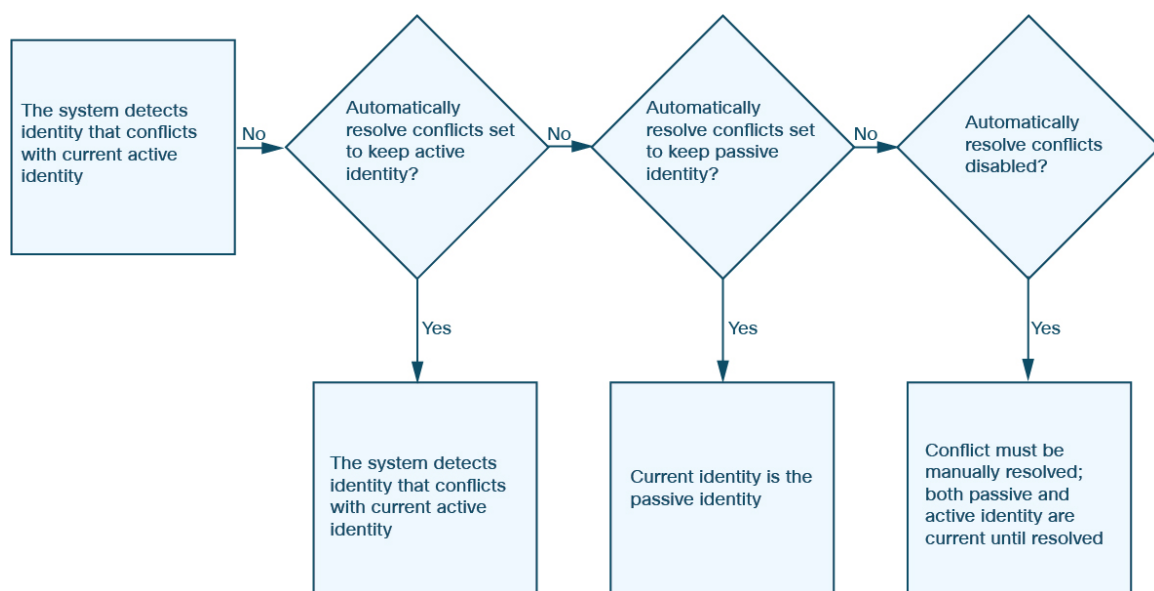 The system detects
identity that conflicts
with current active
identity
No
Automatically
resolve conflicts set
to keep active
identity?
No
Automatically
resolve conflicts set
to keep passive
identity?
No
Automatically
resolve conflicts
disabled?
Yes
Yes
Yes
The system detects
identity that conflicts
with current active
identity
Current identity is the
passive identity
Conflict must be
manually resolved;
both passive and
active identity are
current until resolved